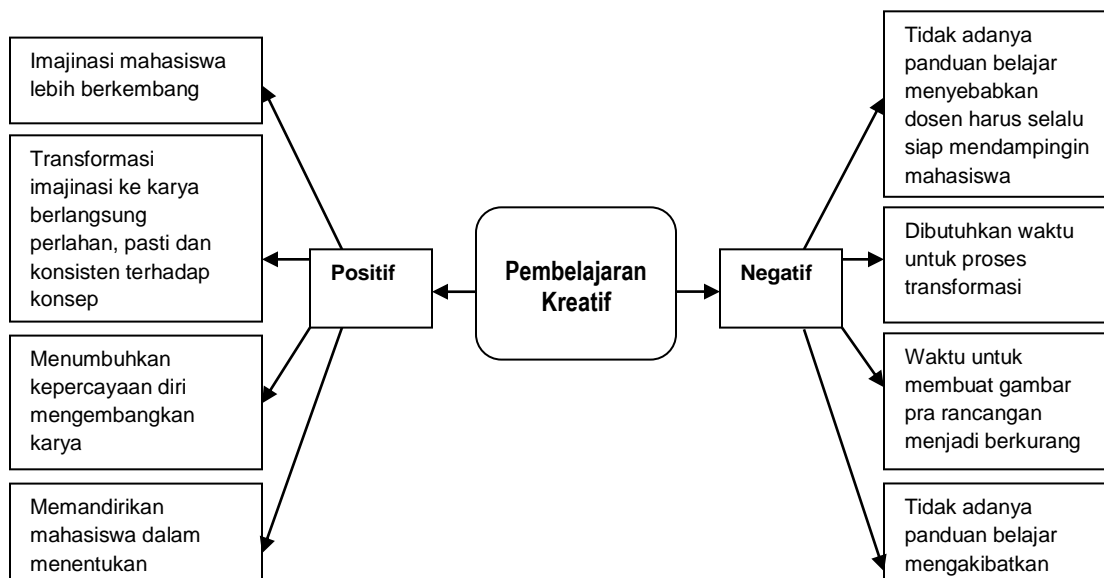 Imajinasi mahasiswa
lebih berkembang
Transformasi
imajinasi ke karya
berlangsung
perlahan, pasti dan
konsisten terhadap
konsep
Menumbuhkan
kepercayaan diri
mengembangkan
karya
Memandirikan
mahasiswa dalam
menentukan
Positif
Pembelajaran
Kreatif
Negatif
Tidak adanya
panduan belajar
menyebabkan
dosen harus selalu
siap mendampingin
mahasiswa
Dibutuhkan waktu
untuk proses
transformasi
Waktu untuk
membuat gambar
pra rancangan
menjadi berkurang
Tidak adanya
panduan belajar
mengakibatkan